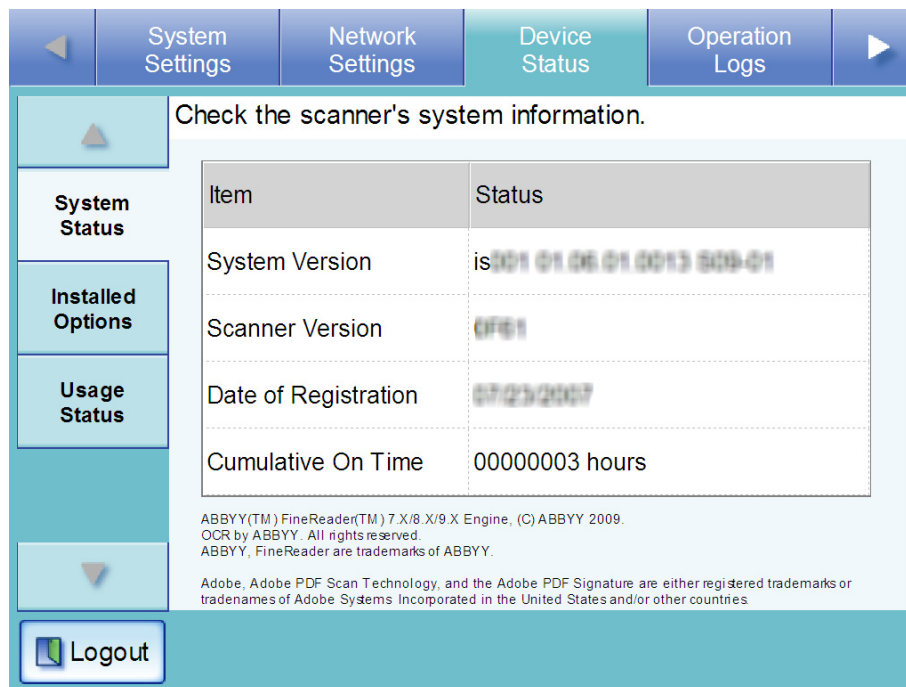 System Settings
Network Settings
Device Status
Operation Logs
Check the scanner's system information.
System Status
Installed Options
Usage Status
Item Status
System Version is
Scanner Version
Date of Registration
Cumulative On Time 00000003 hours
ABBYY(TM) FineReader(TM) 7.X/8.X/9.X Engine, (C) ABBYY 2009.
OCR by ABBYY. All rights reserved.
ABBYY, FineReader are trademarks of ABBYY.
Adobe, Adobe PDF Scan Technology, and the Adobe PDF Signature are either registered trademarks or
tradenames of Adobe Systems Incorporated in the United States and/or other countries.
Logout